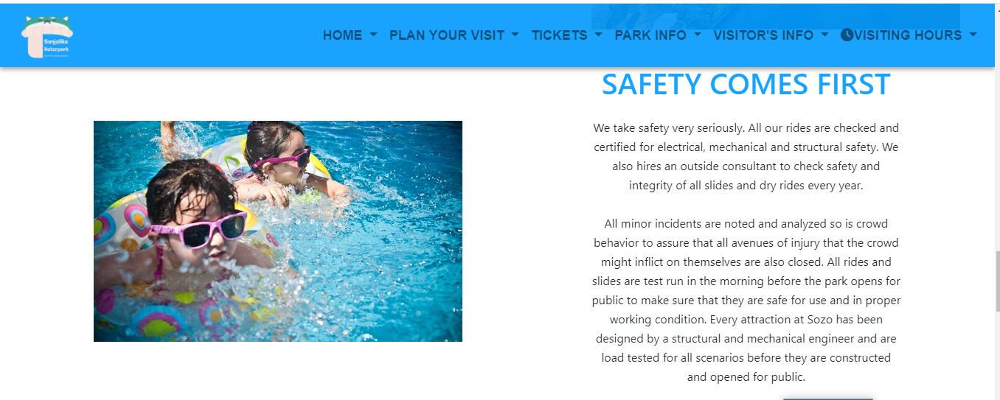 Sanjalika
Waterpark
HOME PLAN YOUR VISIT TICKETS PARK INFO VISITOR'S INFO VISITING HOURS
SAFETY COMES FIRST
We take safety very seriously. All our rides are checked and
certified for electrical, mechanical and structural safety. We
also hires an outside consultant to check safety and
integrity of all slides and dry rides every year.
All minor incidents are noted and analyzed so is crowd
behavior to assure that all avenues of injury that the crowd
might inflict on themselves are also closed. All rides and
slides are test run in the morning before the park opens for
public to make sure that they are safe for use and in proper
working condition. Every attraction at Sozo has been
designed by a structural and mechanical engineer and are
load tested for all scenarios before they are constructed
and opened for public.